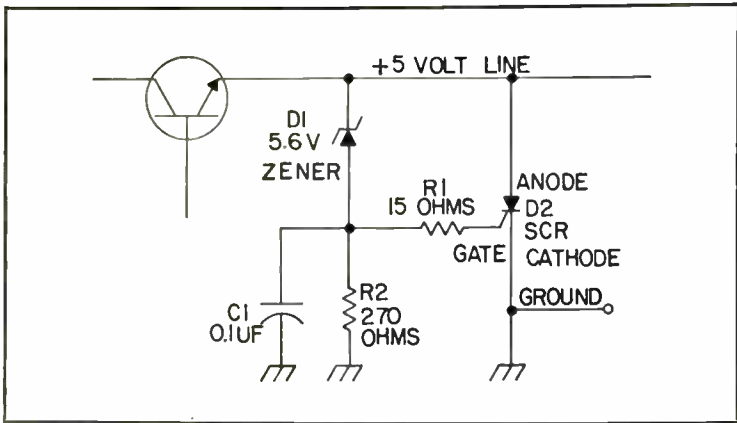 +5 VOLT LINE
D1
5.6 V
ZENER
ANODE
R1
15 OHMS
D2
SCR
GATE
CATHODE
R2
270
OHMS
GROUND
C1
0.1UF